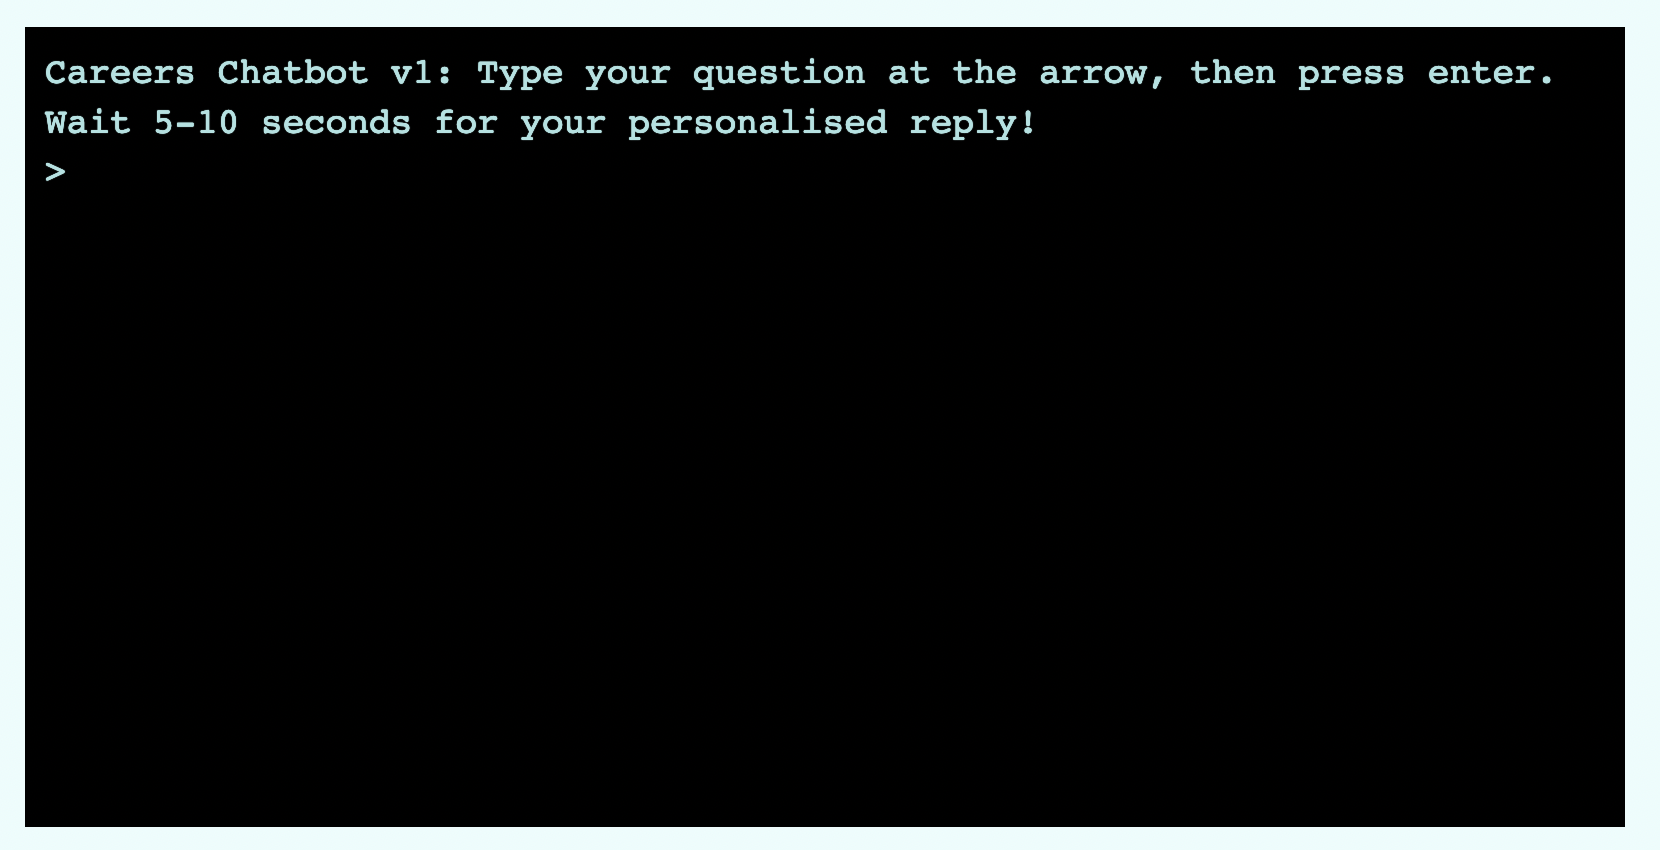 Careers Chatbot v1: Type your question at the arrow, then press enter.
Wait 5-10 seconds for your personalised reply!
>